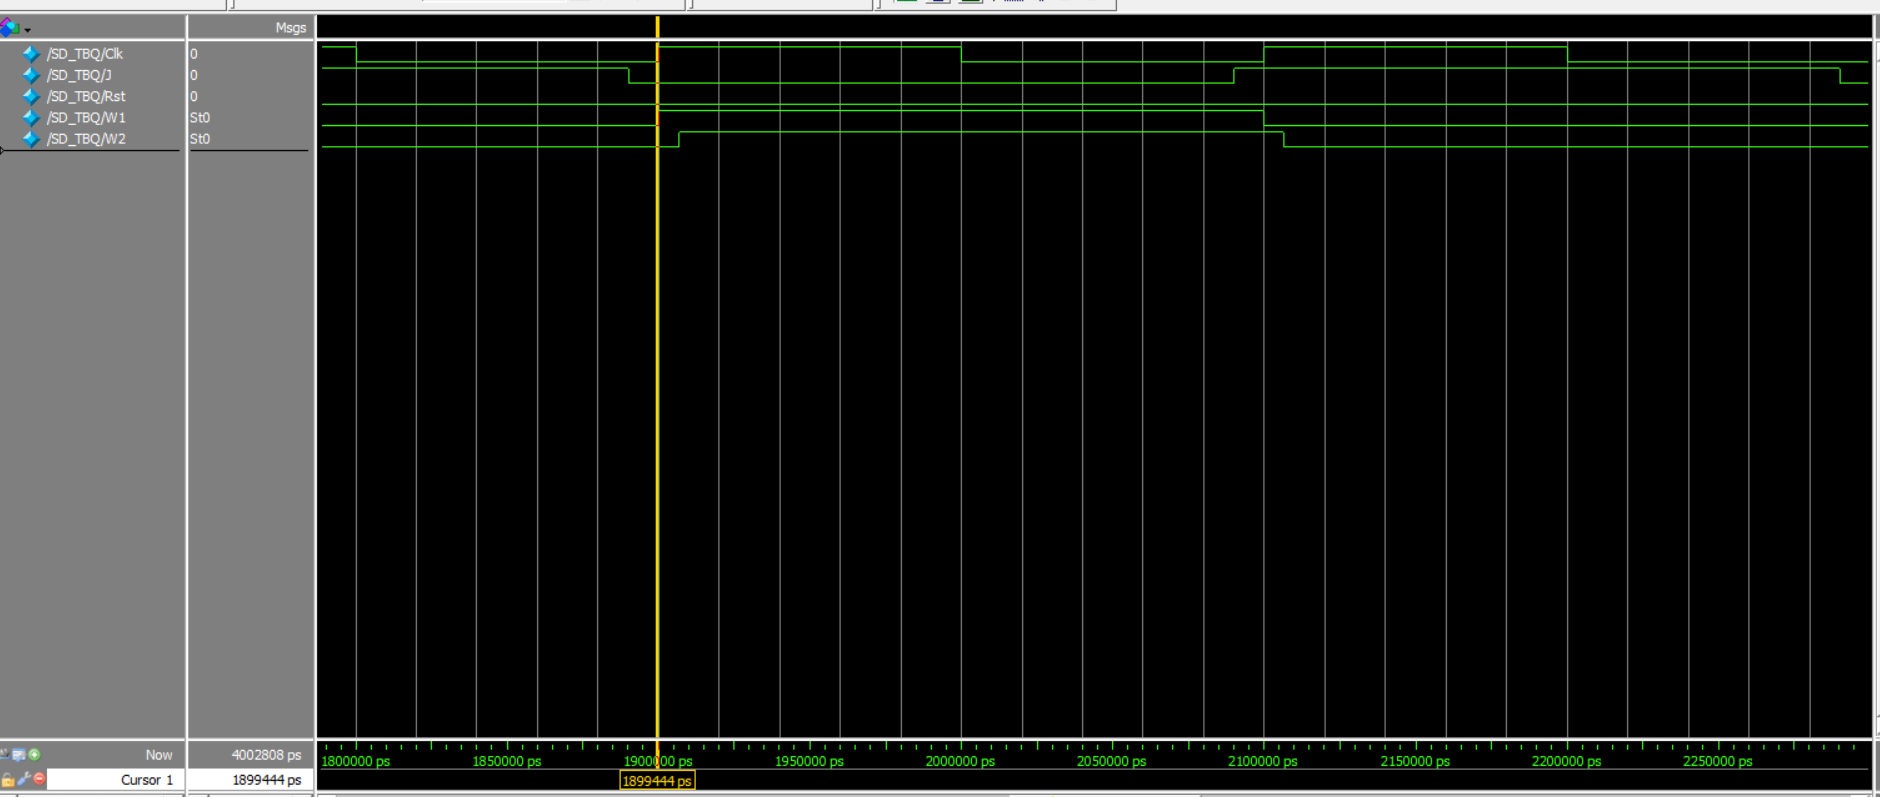 Msgs
/SD_TBQ/Clk 0
/SD_TBQ/J 0
/SD_TBQ/Rst 0
/SD_TBQ/W1 St0
/SD_TBQ/W2 St0
Now 4002808 ps
1800000 ps 1850000 ps 1900000 ps 1950000 ps 2000000 ps 2050000 ps 2100000 ps 2150000 ps 2200000 ps 2250000 ps
Cursor 1 1899444 ps 1899444 ps